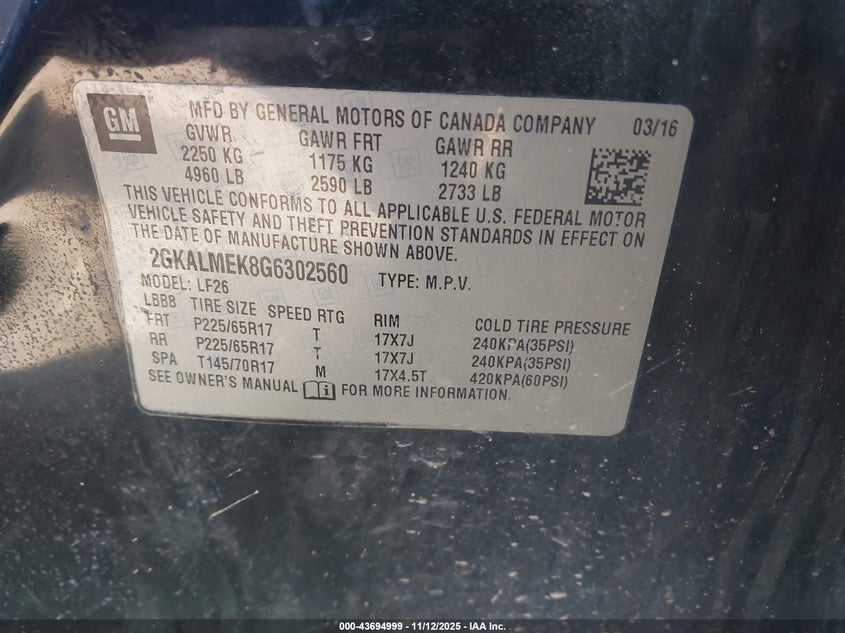 GM
MFD BY GENERAL MOTORS OF CANADA COMPANY 03/16
GVWR GAWR FRT GAWR RR
2250 KG 1175 KG 1240 KG
4960 LB 2590 LB 2733 LB
THIS VEHICLE CONFORMS TO ALL APPLICABLE U.S. FEDERAL MOTOR
VEHICLE SAFETY AND THEFT PREVENTION STANDARDS IN EFFECT ON
THE DATE OF MANUFACTURE SHOWN ABOVE.
2GKALMEK8G6302560 TYPE: M.P.V.
MODEL: LF26
LBB8 TIRE SIZE SPEED RTG RIM COLD TIRE PRESSURE
FRT P225/65R17 T 17X7J 240KPA(35PSI)
RR P225/65R17 T 17X7J 240KPA(35PSI)
SPA T145/70R17 M 17X4.5T 420KPA(60PSI)
SEE OWNER'S MANUAL FOR MORE INFORMATION.
000-43694999 - 11/12/2025 - IAA Inc.